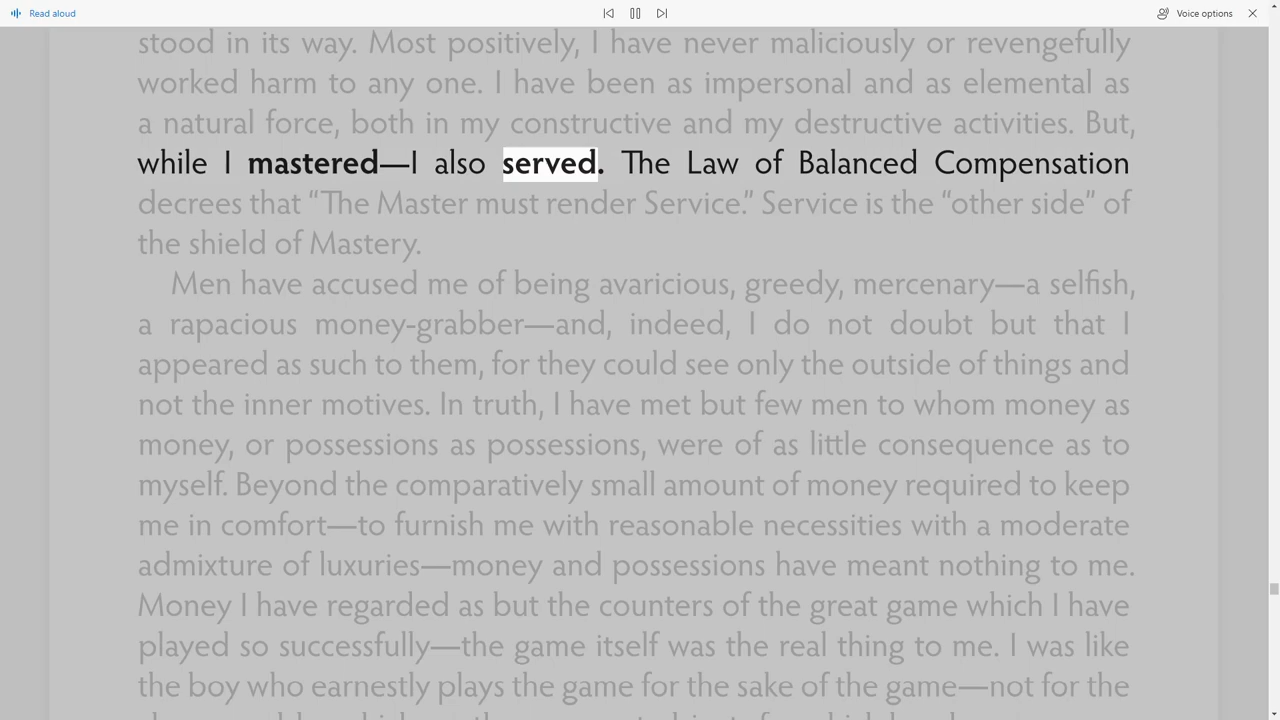 Read aloud
Voice options
stood in its way. Most positively, I have never maliciously or revengefully
worked harm to any one. I have been as impersonal and as elemental as
a natural force, both in my constructive and my destructive activities. But,
while I mastered—I also served. The Law of Balanced Compensation
decrees that “The Master must render Service.” Service is the “other side” of
the shield of Mastery.
Men have accused me of being avaricious, greedy, mercenary—a selfish,
a rapacious money-grabber—and, indeed, I do not doubt but that I
appeared as such to them, for they could see only the outside of things and
not the inner motives. In truth, I have met but few men to whom money as
money, or possessions as possessions, were of as little consequence as to
myself. Beyond the comparatively small amount of money required to keep
me in comfort—to furnish me with reasonable necessities with a moderate
admixture of luxuries—money and possessions have meant nothing to me.
Money I have regarded as but the counters of the great game which I have
played so successfully—the game itself was the real thing to me. I was like
the boy who earnestly plays the game for the sake of the game—not for the